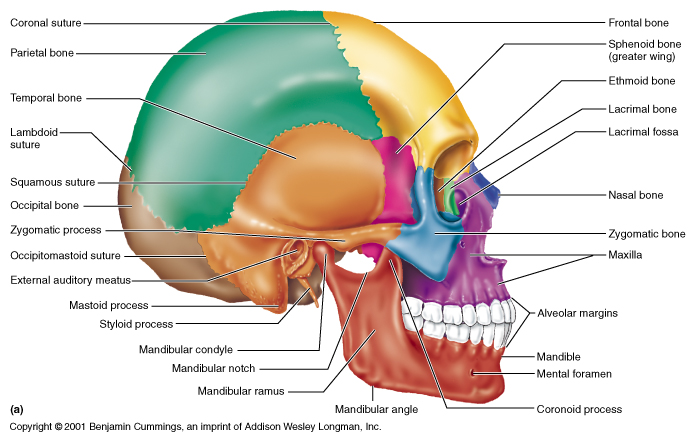 Coronal suture
Parietal bone
Temporal bone
Lambdoid
suture
Squamous suture
Occipital bone
Zygomatic process
Occipitomastoid suture
External auditory meatus
Mastoid process
Styloid process
Mandibular condyle
Mandibular notch
Mandibular ramus
Mandibular angle
Frontal bone
Sphenoid bone
(greater wing)
Ethmoid bone
Lacrimal bone
Lacrimal fossa
Nasal bone
Zygomatic bone
Maxilla
Alveolar margins
Mandible
Mental foramen
Coronoid process
(a)
Copyright © 2001 Benjamin Cummings, an imprint of Addison Wesley Longman, Inc.